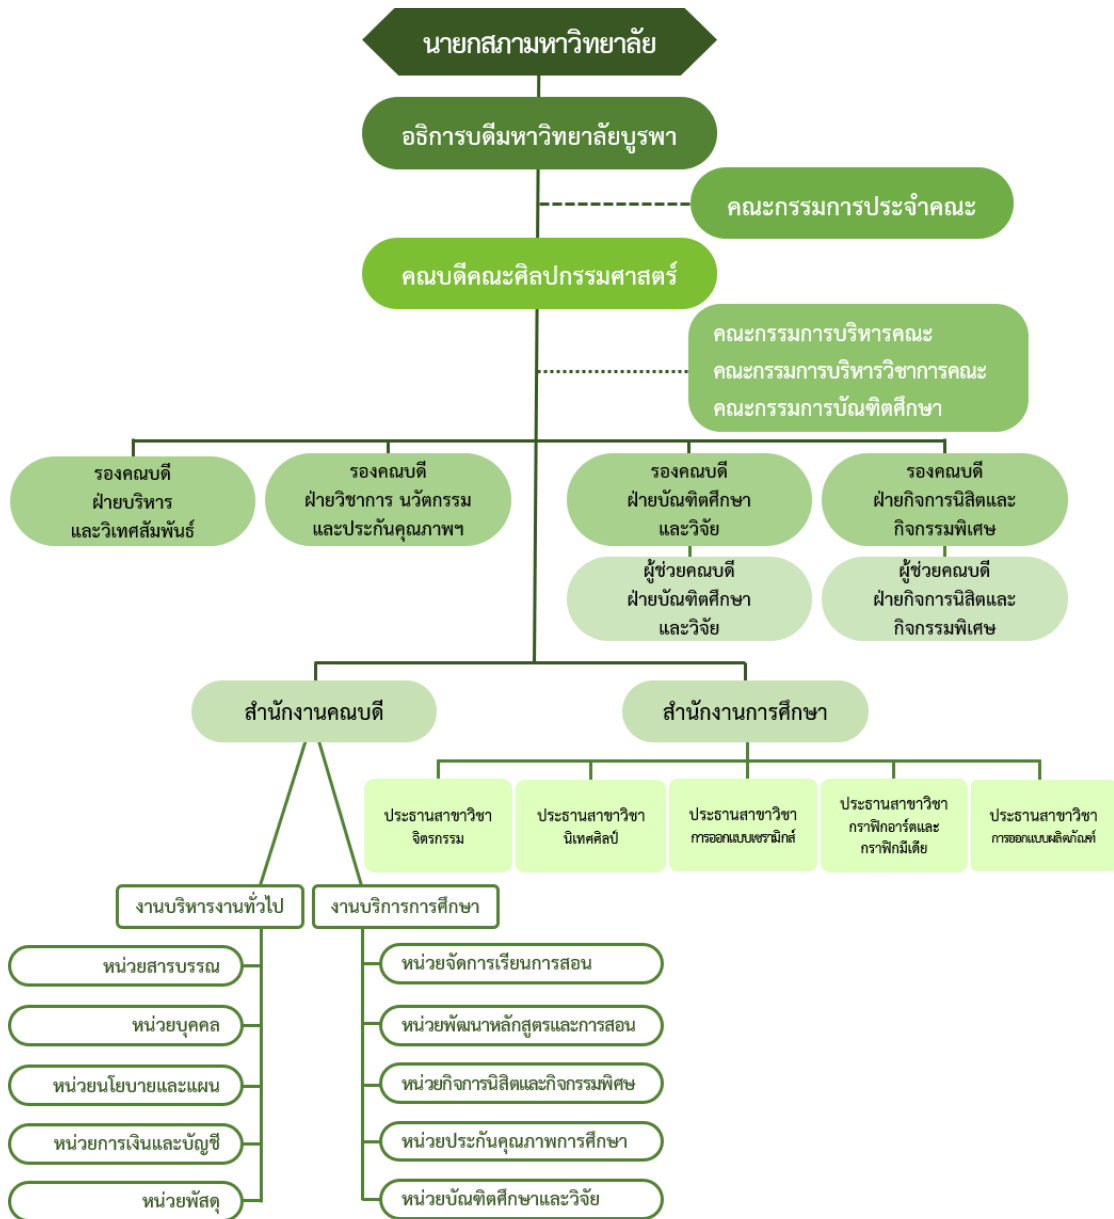 นายกสภามหาวิทยาลัย
อธิการบดีมหาวิทยาลัยบูรพา
คณะกรรมการประจำคณะ
คณบดีคณะศิลปกรรมศาสตร์
คณะกรรมการบริหารคณะ
คณะกรรมการบริหารวิชาการคณะ
คณะกรรมการบัณฑิตศึกษา
รองคณบดี
ฝ่ายบริหาร
และวิเทศสัมพันธ์
รองคณบดี
ฝ่ายวิชาการ นวัตกรรม
และประกันคุณภาพฯ
รองคณบดี
ฝ่ายบัณฑิตศึกษา
และวิจัย
รองคณบดี
ฝ่ายกิจการนิสิตและ
กิจกรรมพิเศษ
ผู้ช่วยคณบดี
ฝ่ายบัณฑิตศึกษา
และวิจัย
ผู้ช่วยคณบดี
ฝ่ายกิจการนิสิตและ
กิจกรรมพิเศษ
สำนักงานคณบดี
สำนักงานการศึกษา
ประธานสาขาวิชา
จิตรกรรม
ประธานสาขาวิชา
นิเทศศิลป์
ประธานสาขาวิชา
การออกแบบเซรามิกส์
ประธานสาขาวิชา
กราฟิกอาร์ตและ
กราฟิกมีเดีย
ประธานสาขาวิชา
การออกแบบผลิตภัณฑ์
งานบริหารงานทั่วไป
หน่วยสารบรรณ
หน่วยบุคคล
หน่วยนโยบายและแผน
หน่วยการเงินและบัญชี
หน่วยพัสดุ
งานบริการการศึกษา
หน่วยจัดการเรียนการสอน
หน่วยพัฒนาหลักสูตรและการสอน
หน่วยกิจการนิสิตและกิจกรรมพิศษ
หน่วยประกันคุณภาพการศึกษา
หน่วยบัณฑิตศึกษาและวิจัย